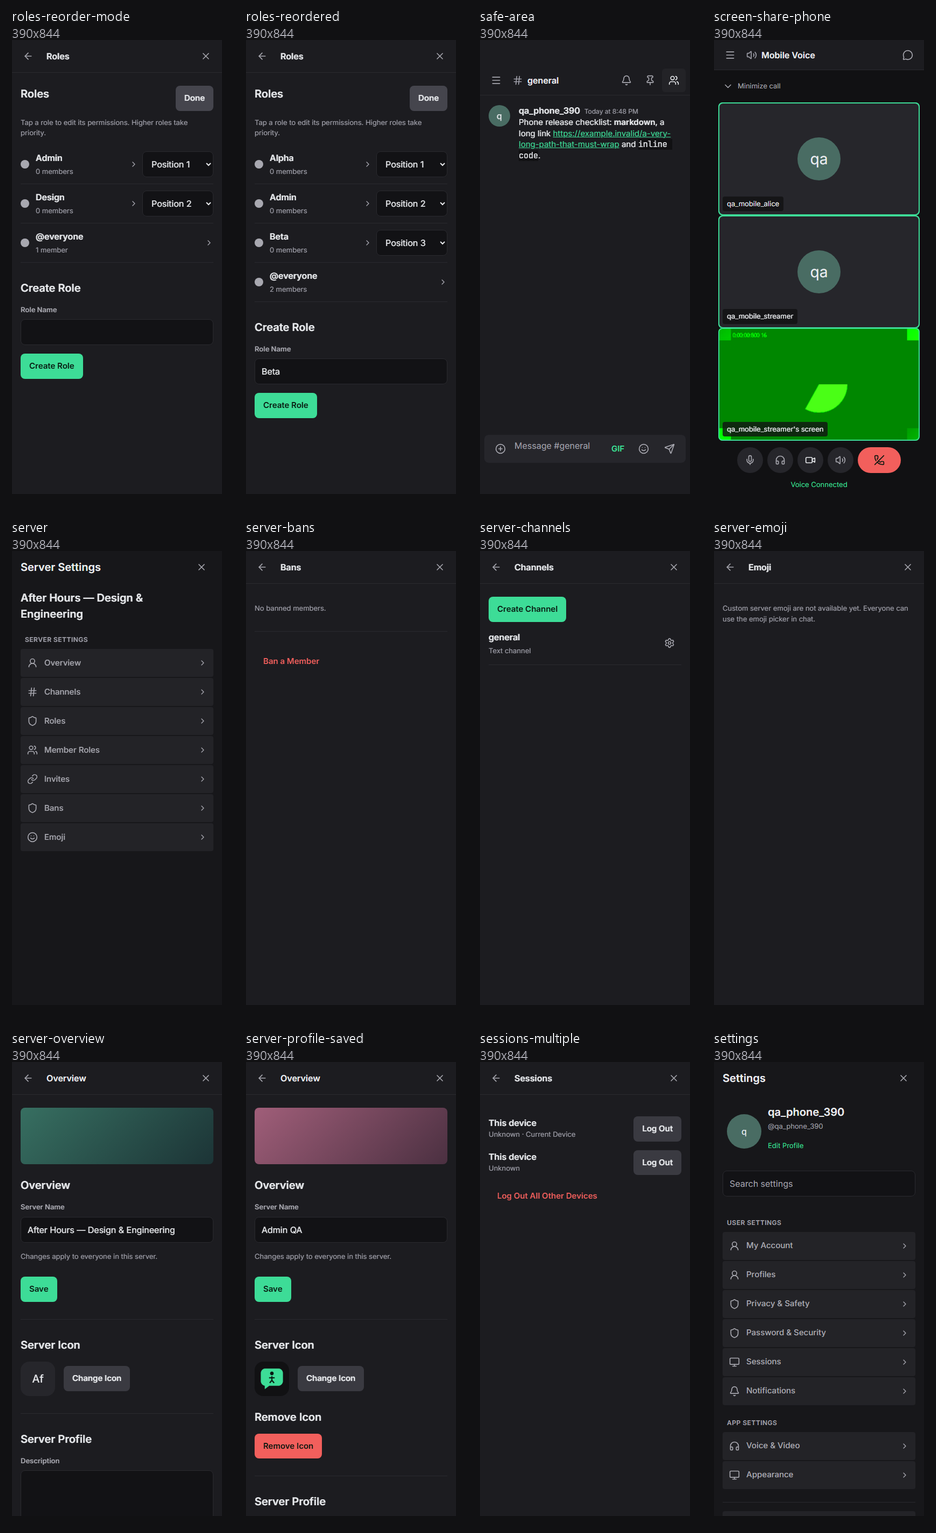 roles-reorder-mode
390x844
Roles
Roles
Done
Tap a role to edit its permissions. Higher roles take
priority.
Admin
0 members
Position 1
Design
0 members
Position 2
@everyone
1 member
Create Role
Role Name
Create Role
roles-reordered
390x844
Roles
Roles
Done
Tap a role to edit its permissions. Higher roles take
priority.
Alpha
0 members
Position 1
Admin
0 members
Position 2
Beta
0 members
Position 3
@everyone
2 members
Create Role
Role Name
Beta
Create Role
safe-area
390x844
# general
q
qa_phone_390 Today at 8:48 PM
Phone release checklist: markdown, a
long link https://example.invalid/a-very-
long-path-that-must-wrap and inline
code.
Message #general
GIF
screen-share-phone
390x844
Mobile Voice
Minimize call
qa
qa_mobile_alice
qa
qa_mobile_streamer
qa_mobile_streamer's screen
Voice Connected
server
390x844
Server Settings
After Hours — Design &
Engineering
SERVER SETTINGS
Overview
Channels
Roles
Member Roles
Invites
Bans
Emoji
server-bans
390x844
Bans
No banned members.
Ban a Member
server-channels
390x844
Channels
Create Channel
general
Text channel
server-emoji
390x844
Emoji
Custom server emoji are not available yet. Everyone can
use the emoji picker in chat.
server-overview
390x844
Overview
Overview
Server Name
After Hours — Design & Engineering
Changes apply to everyone in this server.
Save
Server Icon
Af
Change Icon
Server Profile
Description
server-profile-saved
390x844
Overview
Overview
Server Name
Admin QA
Changes apply to everyone in this server.
Save
Server Icon
Change Icon
Remove Icon
Remove Icon
Server Profile
sessions-multiple
390x844
Sessions
This device
Unknown · Current Device
Log Out
This device
Unknown
Log Out
Log Out All Other Devices
settings
390x844
Settings
q
qa_phone_390
@qa_phone_390
Edit Profile
Search settings
USER SETTINGS
My Account
Profiles
Privacy & Safety
Password & Security
Sessions
Notifications
APP SETTINGS
Voice & Video
Appearance